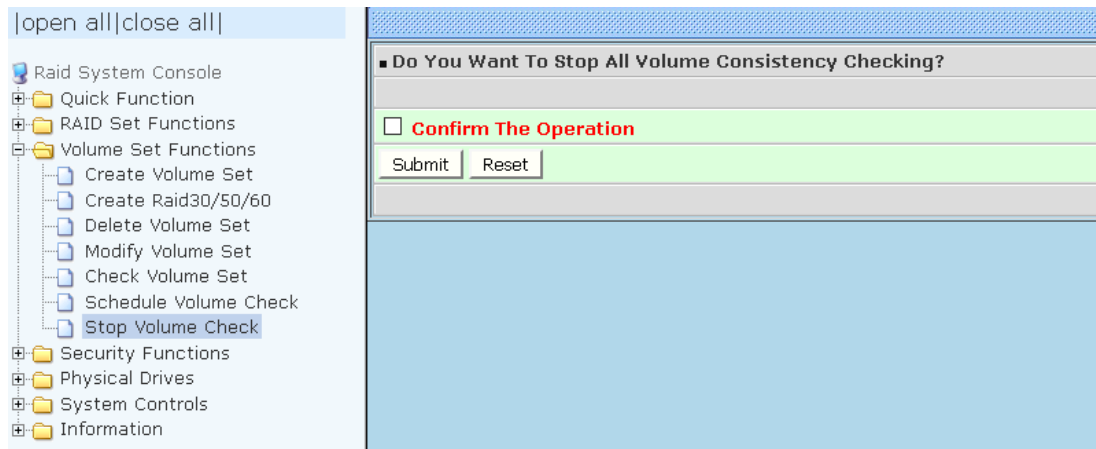 |open all|close all|
Raid System Console
Quick Function
RAID Set Functions
Volume Set Functions
Create Volume Set
Create Raid30/50/60
Delete Volume Set
Modify Volume Set
Check Volume Set
Schedule Volume Check
Stop Volume Check
Security Functions
Physical Drives
System Controls
Information
Do You Want To Stop All Volume Consistency Checking?
Confirm The Operation
Submit Reset